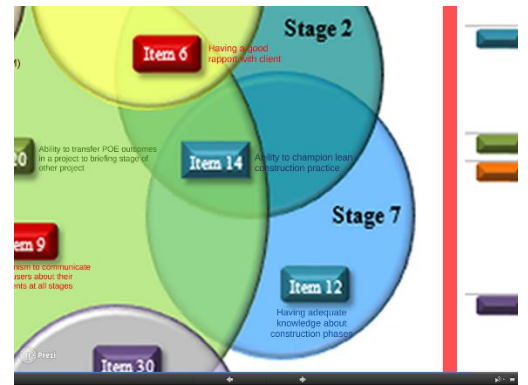 Stage 2
Item 6
Having a good
rapport with client
M)
20
Ability to transfer POE outcomes
in a project to briefing stage of
other project
Item 14
Ability to champion lean
construction practice
Stage 7
em 9
nism to communicate
users about their
ents at all stages
Item 12
Having adequate
knowledge about
construction phases
Prezi
Item 30